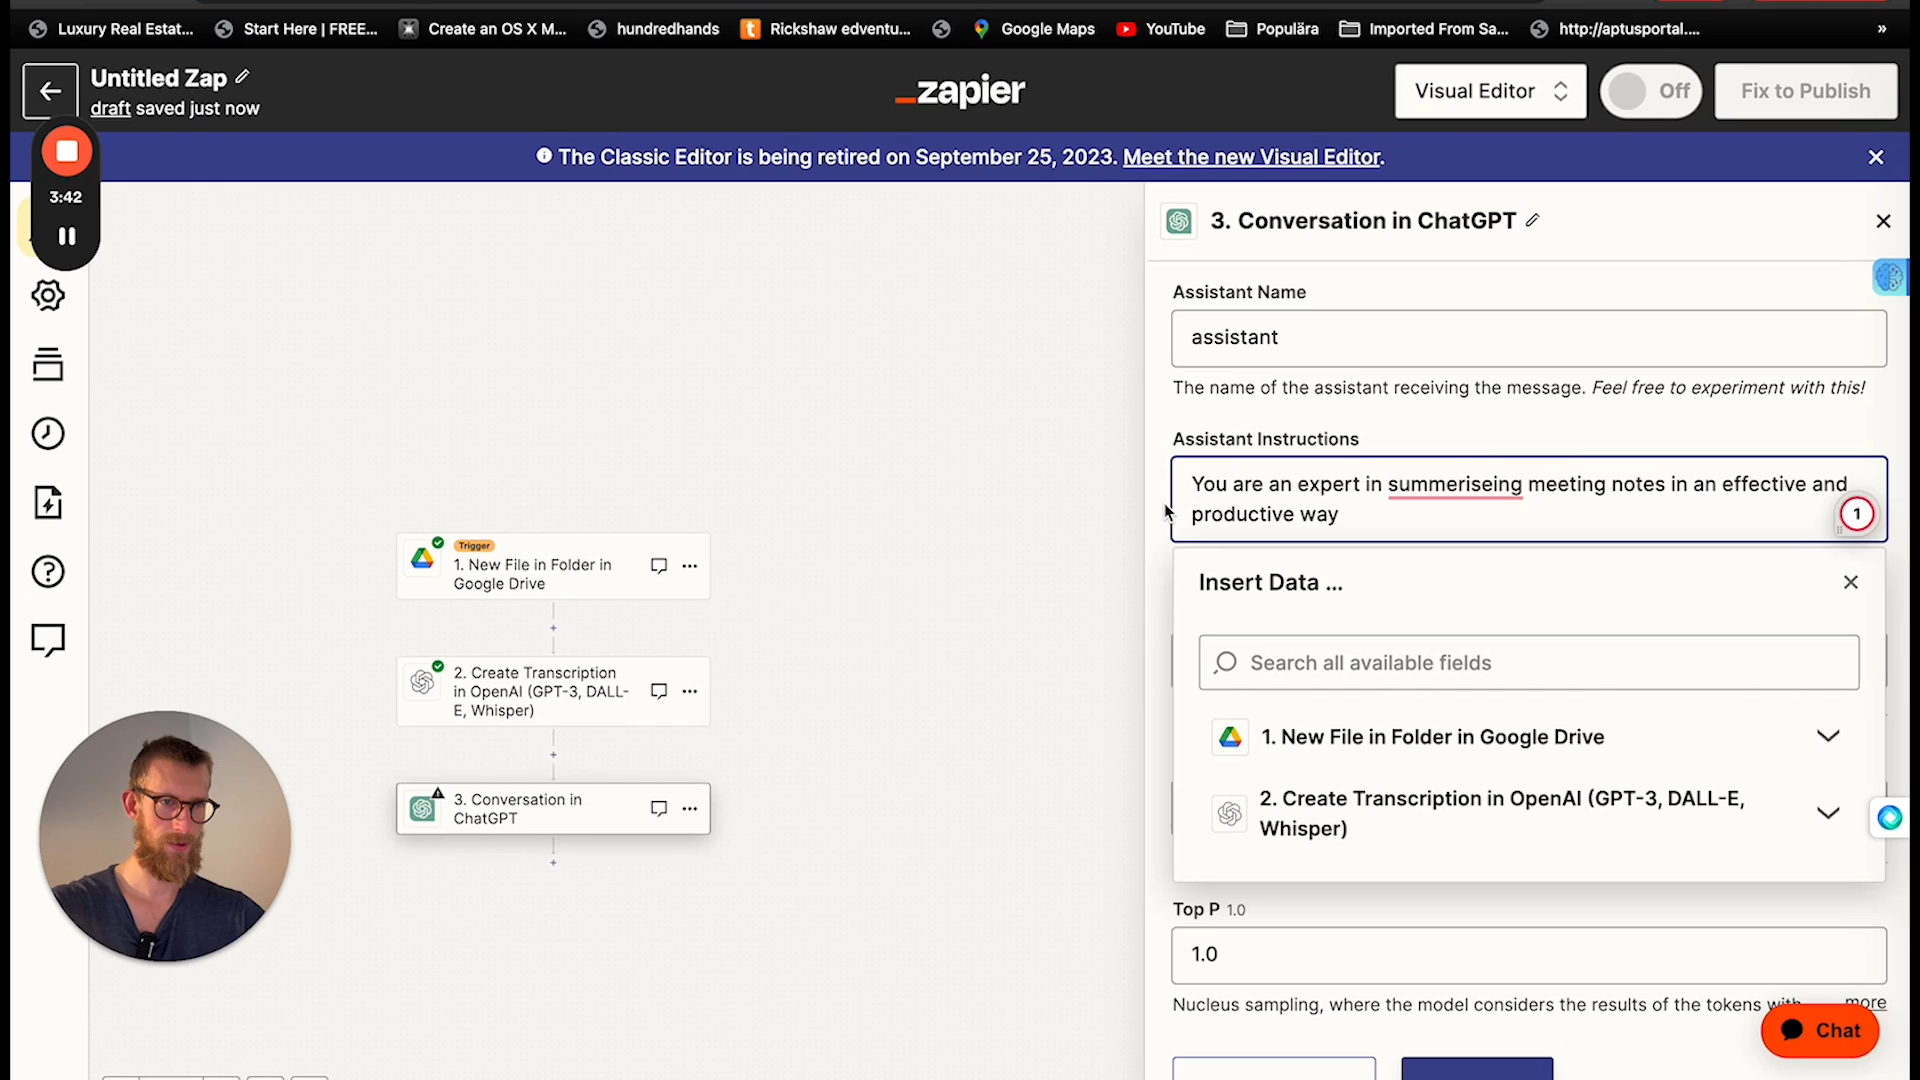 Luxury Real Estat... Start Here | FREE... Create an OS X M... hundredhands Rickshaw edventu... Google Maps YouTube Populära Imported From Sa... http://aptusportal.... »
Untitled Zap
draft saved just now
zapier
Visual Editor
Off
Fix to Publish
The Classic Editor is being retired on September 25, 2023. Meet the new Visual Editor.
3:42
3. Conversation in ChatGPT
Assistant Name
assistant
The name of the assistant receiving the message. Feel free to experiment with this!
Assistant Instructions
You are an expert in summeriseing meeting notes in an effective and
productive way
1
Insert Data ...
Search all available fields
1. New File in Folder in Google Drive
2. Create Transcription in OpenAI (GPT-3, DALL-E,
Whisper)
Top P 1.0
1.0
Nucleus sampling, where the model considers the results of the tokens with
more
Chat
Trigger
1. New File in Folder in
Google Drive
2. Create Transcription
in OpenAI (GPT-3, DALL-
E, Whisper)
3. Conversation in
ChatGPT